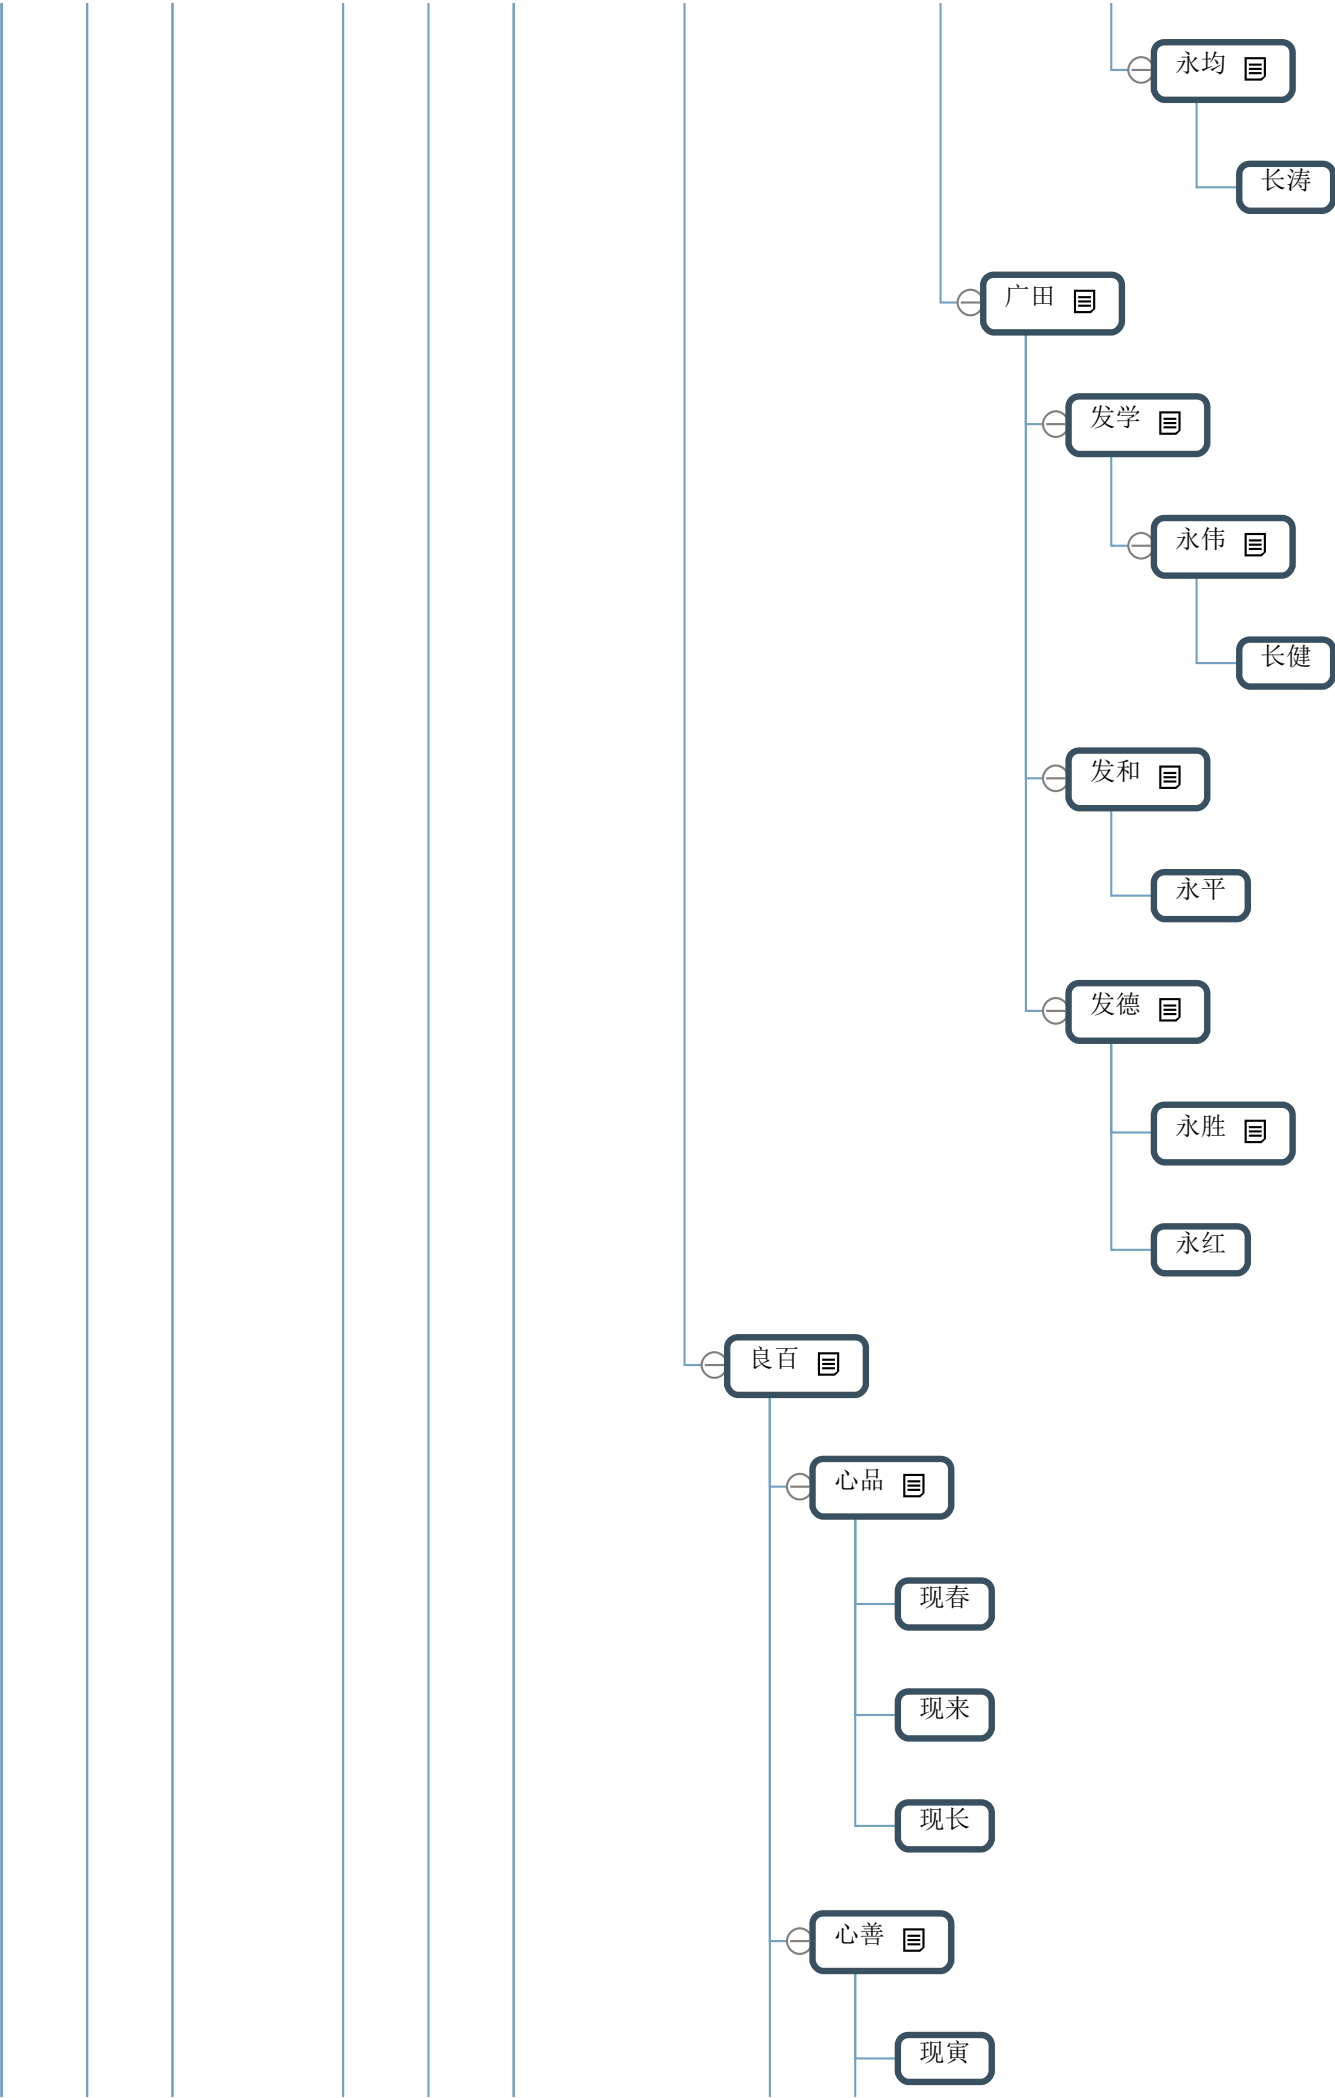 永均
长涛
广田
发学
永伟
长健
发和
永平
发德
永胜
永红
良百
心品
现春
现来
现长
心善
现寅